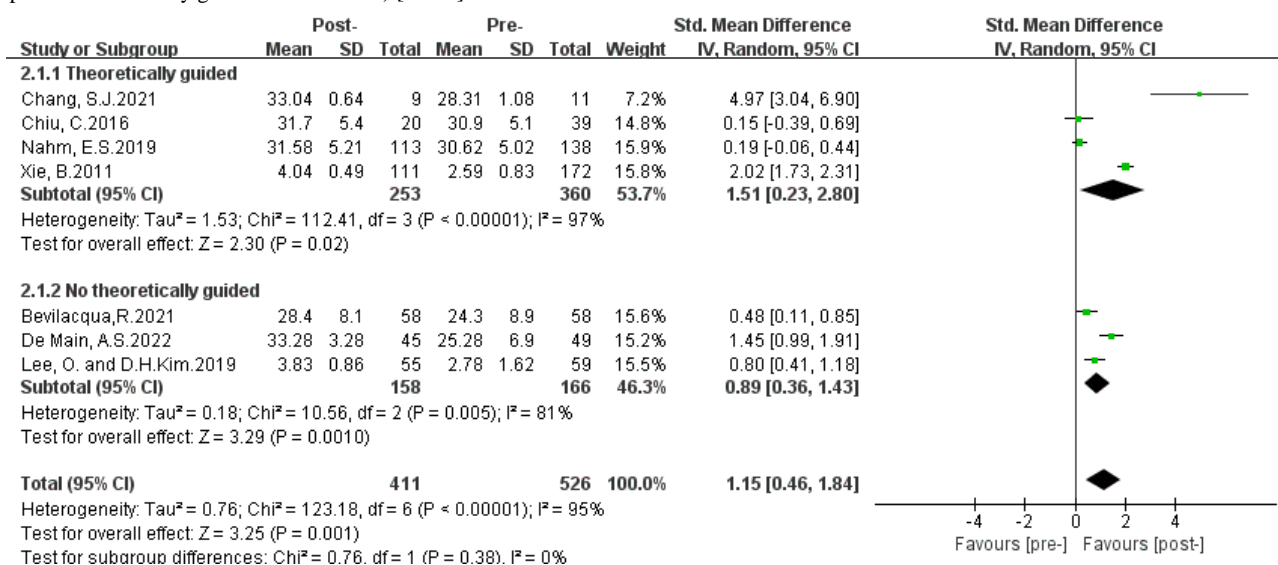 Post- Pre- Std. Mean Difference Std. Mean Difference
Study or Subgroup Mean SD Total Mean SD Total Weight IV, Random, 95% CI IV, Random, 95% CI
2.1.1 Theoretically guided
Chang, S.J.2021 33.04 0.64 9 28.31 1.08 11 7.2% 4.97 [3.04, 6.90]
Chiu, C.2016 31.7 5.4 20 30.9 5.1 39 14.8% 0.15 [-0.39, 0.69]
Nahm, E.S.2019 31.58 5.21 113 30.62 5.02 138 15.9% 0.19 [-0.06, 0.44]
Xie, B.2011 4.04 0.49 111 2.59 0.83 172 15.8% 2.02 [1.73, 2.31]
Subtotal (95% CI) 253 360 53.7% 1.51 [0.23, 2.80]
Heterogeneity: Tau² = 1.53; Chi² = 112.41, df = 3 (P < 0.00001); I² = 97%
Test for overall effect: Z = 2.30 (P = 0.02)
2.1.2 No theoretically guided
Bevilacqua,R.2021 28.4 8.1 58 24.3 8.9 58 15.6% 0.48 [0.11, 0.85]
De Main, A.S.2022 33.28 3.28 45 25.28 6.9 49 15.2% 1.45 [0.99, 1.91]
Lee, O. and D.H.Kim.2019 3.83 0.86 55 2.78 1.62 59 15.5% 0.80 [0.41, 1.18]
Subtotal (95% CI) 158 166 46.3% 0.89 [0.36, 1.43]
Heterogeneity: Tau² = 0.18; Chi² = 10.56, df = 2 (P = 0.005); I² = 81%
Test for overall effect: Z = 3.29 (P = 0.0010)
Total (95% CI) 411 526 100.0% 1.15 [0.46, 1.84]
Heterogeneity: Tau² = 0.76; Chi² = 123.18, df = 6 (P < 0.00001); I² = 95%
Test for overall effect: Z = 3.25 (P = 0.001)
Test for subgroup differences: Chi² = 0.76, df = 1 (P = 0.38), I² = 0%
-4 -2 0 2 4
Favours [pre-] Favours [post-]